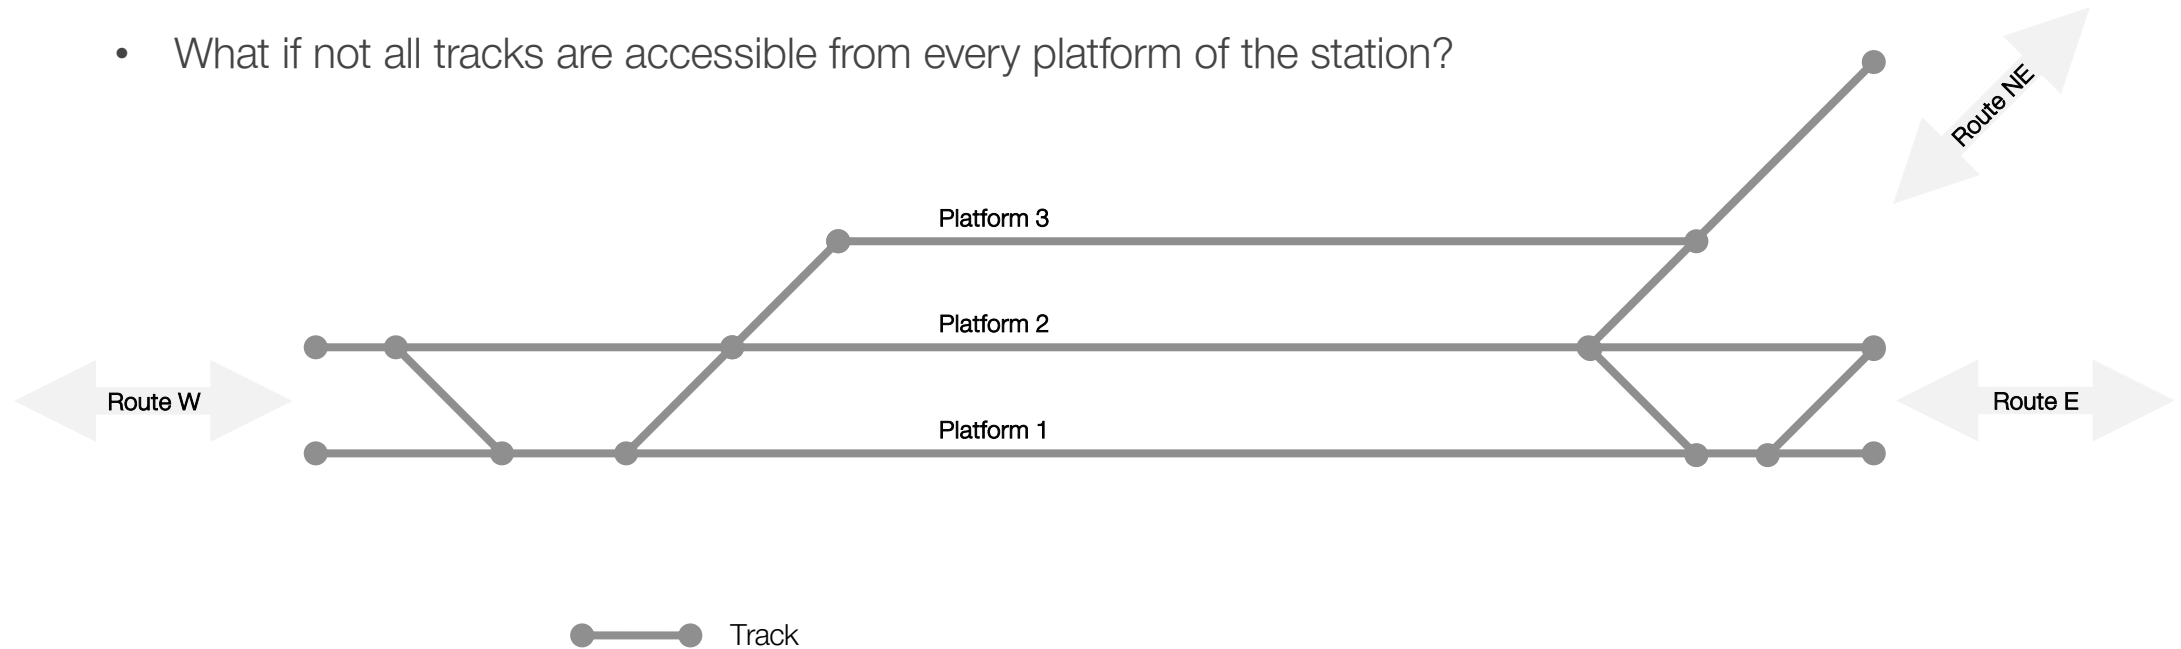 • What if not all tracks are accessible from every platform of the station?
Route NE
Platform 3
Platform 2
Route W
Route E
Platform 1
Track